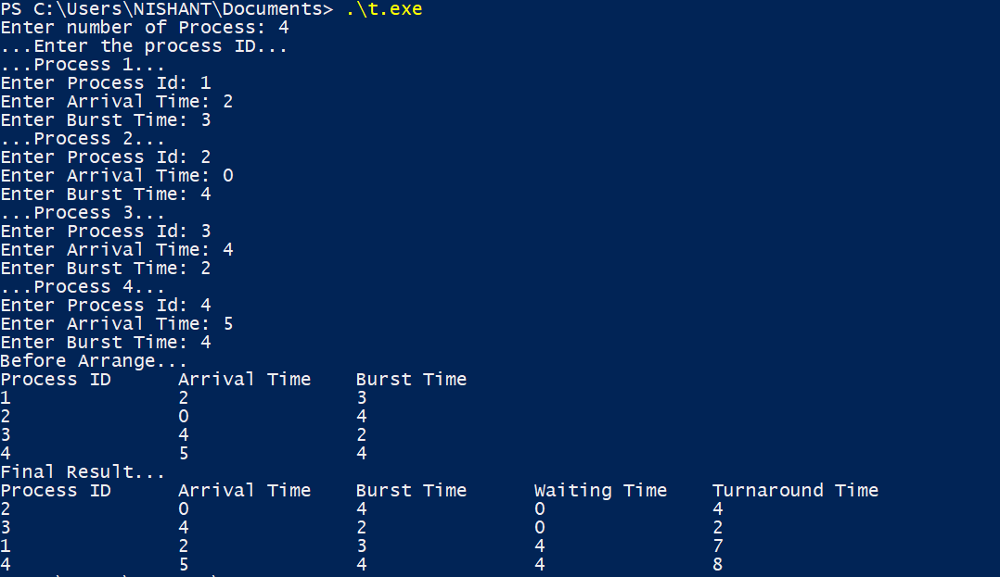 PS C:\Users\NISHANT\Documents> .\t.exe
Enter number of Process: 4
...Enter the process ID...
...Process 1...
Enter Process Id: 1
Enter Arrival Time: 2
Enter Burst Time: 3
...Process 2...
Enter Process Id: 2
Enter Arrival Time: 0
Enter Burst Time: 4
...Process 3...
Enter Process Id: 3
Enter Arrival Time: 4
Enter Burst Time: 2
...Process 4...
Enter Process Id: 4
Enter Arrival Time: 5
Enter Burst Time: 4
Before Arrange...
Process ID Arrival Time Burst Time
1 2 3
2 0 4
3 4 2
4 5 4
Final Result...
Process ID Arrival Time Burst Time Waiting Time Turnaround Time
2 0 4 0 4
3 4 2 0 2
1 2 3 4 7
4 5 4 4 8